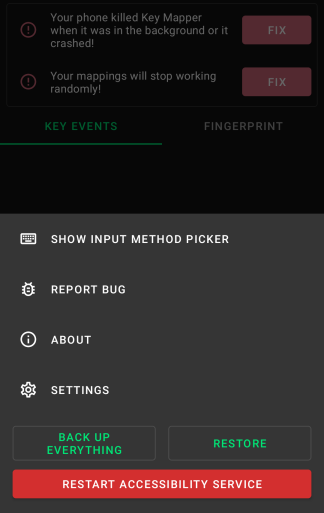 Your phone killed Key Mapper
when it was in the background or it
crashed!
FIX
Your mappings will stop working
randomly!
FIX
KEY EVENTS
FINGERPRINT
SHOW INPUT METHOD PICKER
REPORT BUG
ABOUT
SETTINGS
BACK UP
EVERYTHING
RESTORE
RESTART ACCESSIBILITY SERVICE